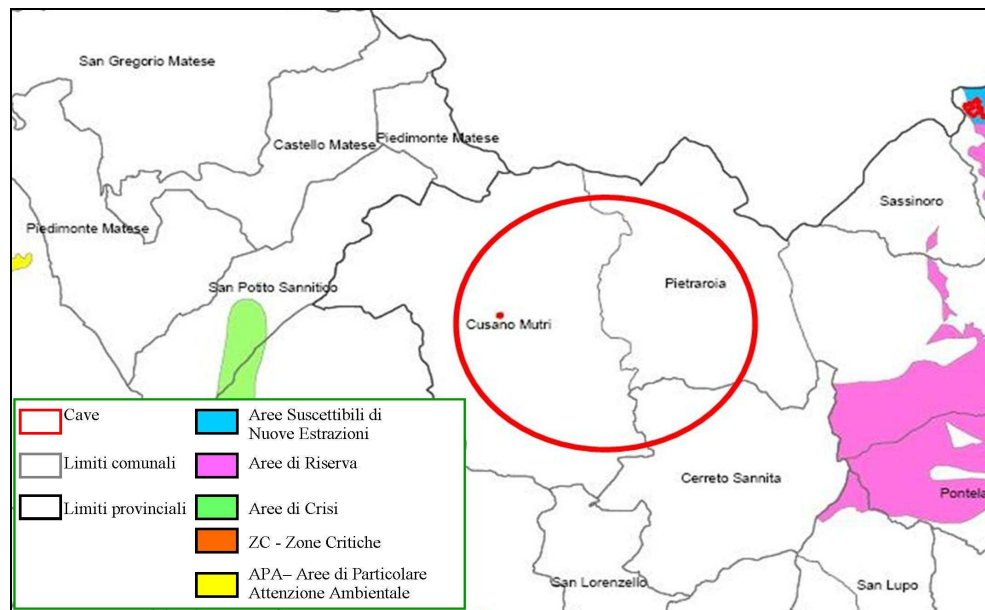 San Gregorio Matese
Castello Matese
Piedimonte Matese
Sassinoro
Piedimonte Matese
San Potito Sannitico
Pietraroia
Cusano Mutri
Cerreto Sannita
Pontela
San Lorenzello
San Lupo
Cave
Limiti comunali
Limiti provinciali
Aree Suscettibili di
Nuove Estrazioni
Aree di Riserva
Aree di Crisi
ZC - Zone Critiche
APA– Aree di Particolare
Attenzione Ambientale